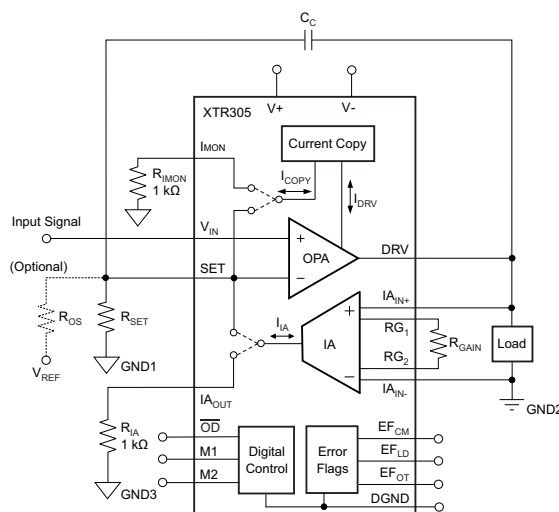 C_C
V+ V-
XTR305
I_MON
Current Copy
R_IMON
1 kΩ
I_COPY
I_DRV
Input Signal
V_IN
+
OPA
DRV
(Optional)
SET
−
R_OS
R_SET
I_IA
+
IA
−
IA_IN+
RG_1
R_GAIN
RG_2
IA_IN-
Load
V_REF
GND1
GND2
IA_OUT
R_IA
1 kΩ
GND3
OD
M1
M2
Digital
Control
Error
Flags
EF_CM
EF_LD
EF_OT
DGND